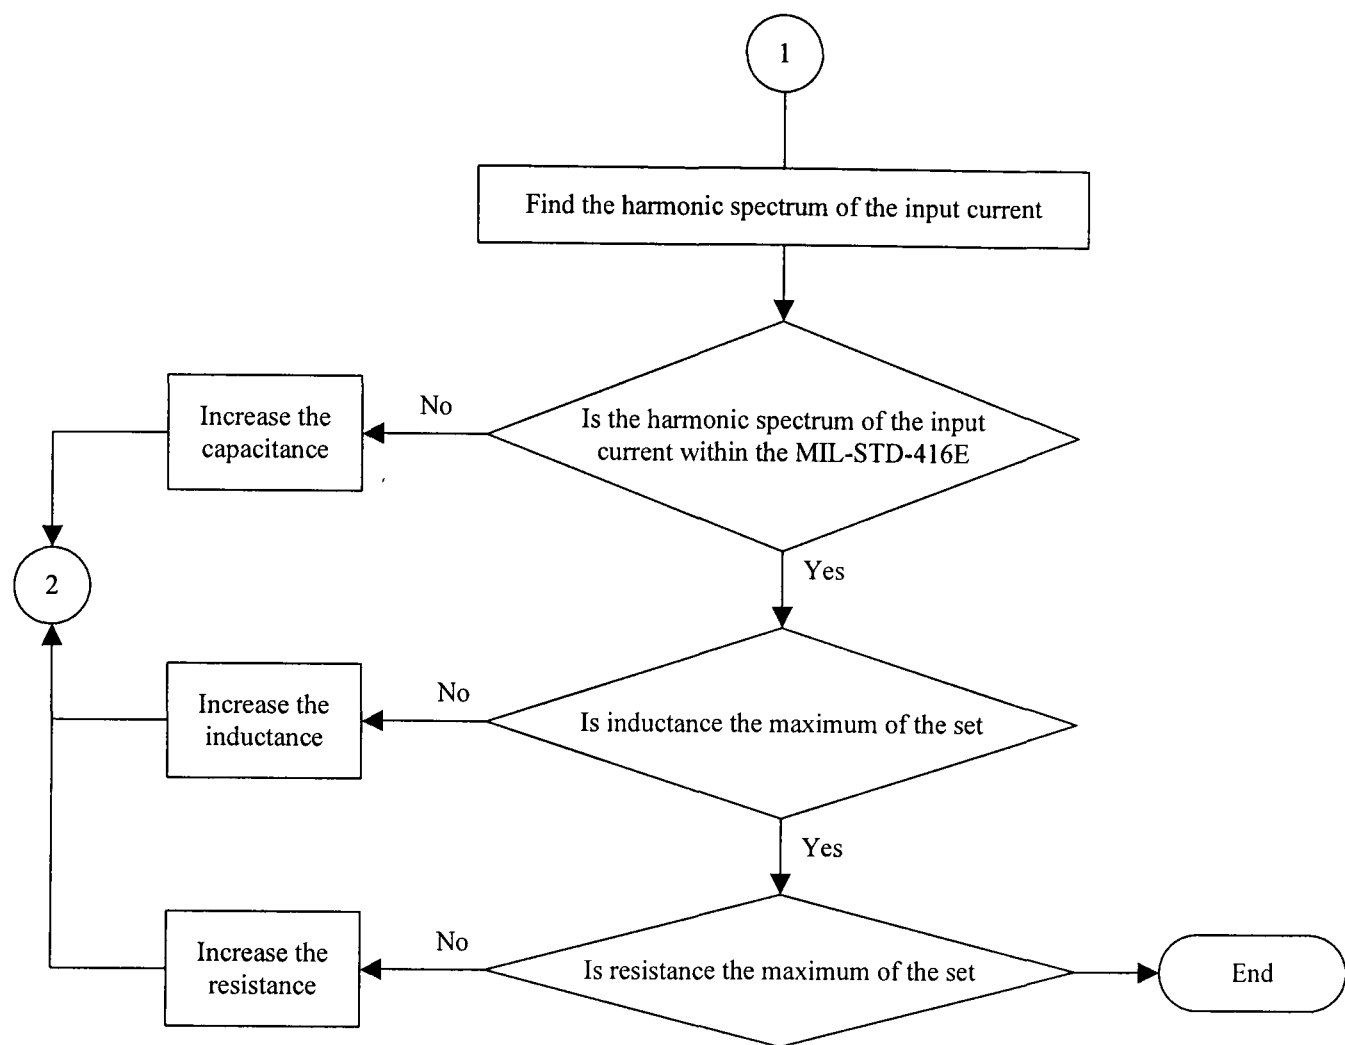 1
Find the harmonic spectrum of the input current
Is the harmonic spectrum of the input
current within the MIL-STD-416E
No
Increase the
capacitance
Yes
2
Is inductance the maximum of the set
No
Increase the
inductance
Yes
Is resistance the maximum of the set
No
Increase the
resistance
End